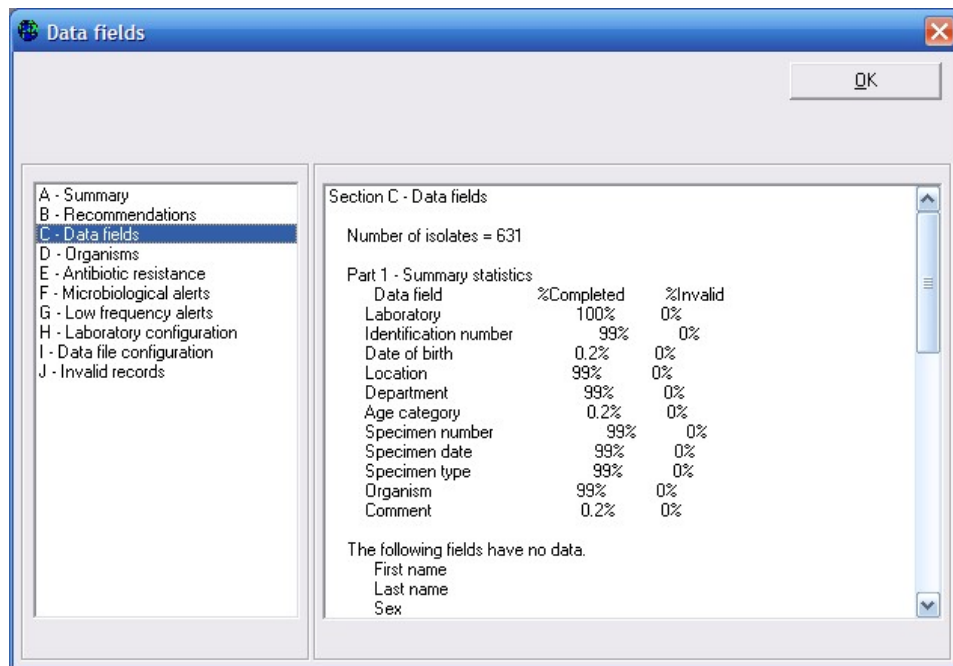 Data fields
OK
A - Summary
B - Recommendations
C - Data fields
D - Organisms
E - Antibiotic resistance
F - Microbiological alerts
G - Low frequency alerts
H - Laboratory configuration
I - Data file configuration
J - Invalid records
Section C - Data fields
Number of isolates = 631
Part 1 - Summary statistics
Data field %Completed %Invalid
Laboratory 100% 0%
Identification number 99% 0%
Date of birth 0.2% 0%
Location 99% 0%
Department 99% 0%
Age category 0.2% 0%
Specimen number 99% 0%
Specimen date 99% 0%
Specimen type 99% 0%
Organism 99% 0%
Comment 0.2% 0%
The following fields have no data.
First name
Last name
Sex